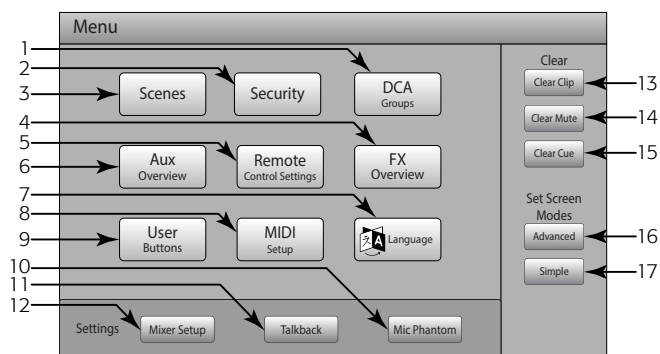 Menu
1
2
3
4
5
6
7
8
9
10
11
12
Scenes
Security
DCA
Groups
Aux
Overview
Remote
Control Settings
FX
Overview
User
Buttons
MIDI
Setup
Language
Settings
Mixer Setup
Talkback
Mic Phantom
Clear
Clear Clip
Clear Mute
Clear Cue
Set Screen
Modes
Advanced
Simple
13
14
15
16
17